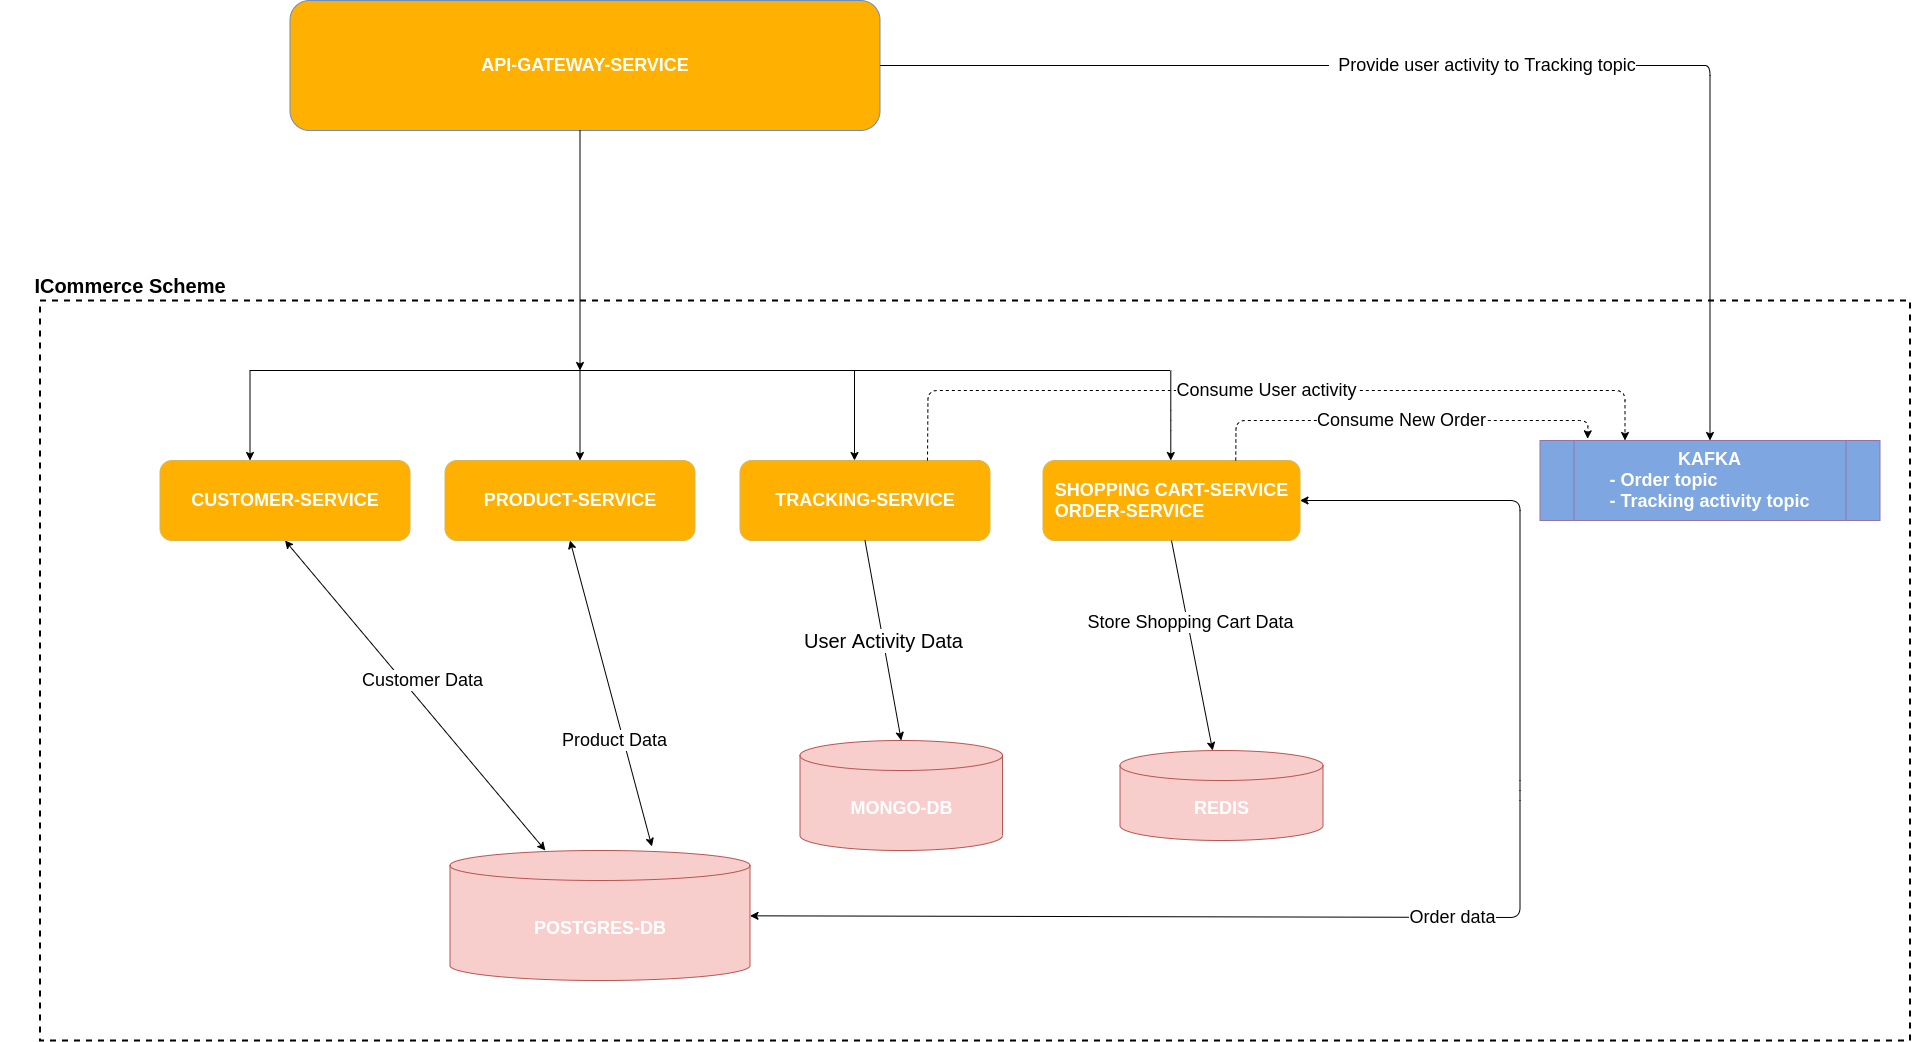 API-GATEWAY-SERVICE
Provide user activity to Tracking topic
ICommerce Scheme
Consume User activity
Consume New Order
CUSTOMER-SERVICE
PRODUCT-SERVICE
TRACKING-SERVICE
SHOPPING CART-SERVICE
ORDER-SERVICE
KAFKA
- Order topic
- Tracking activity topic
Store Shopping Cart Data
User Activity Data
Customer Data
Product Data
MONGO-DB
REDIS
Order data
POSTGRES-DB